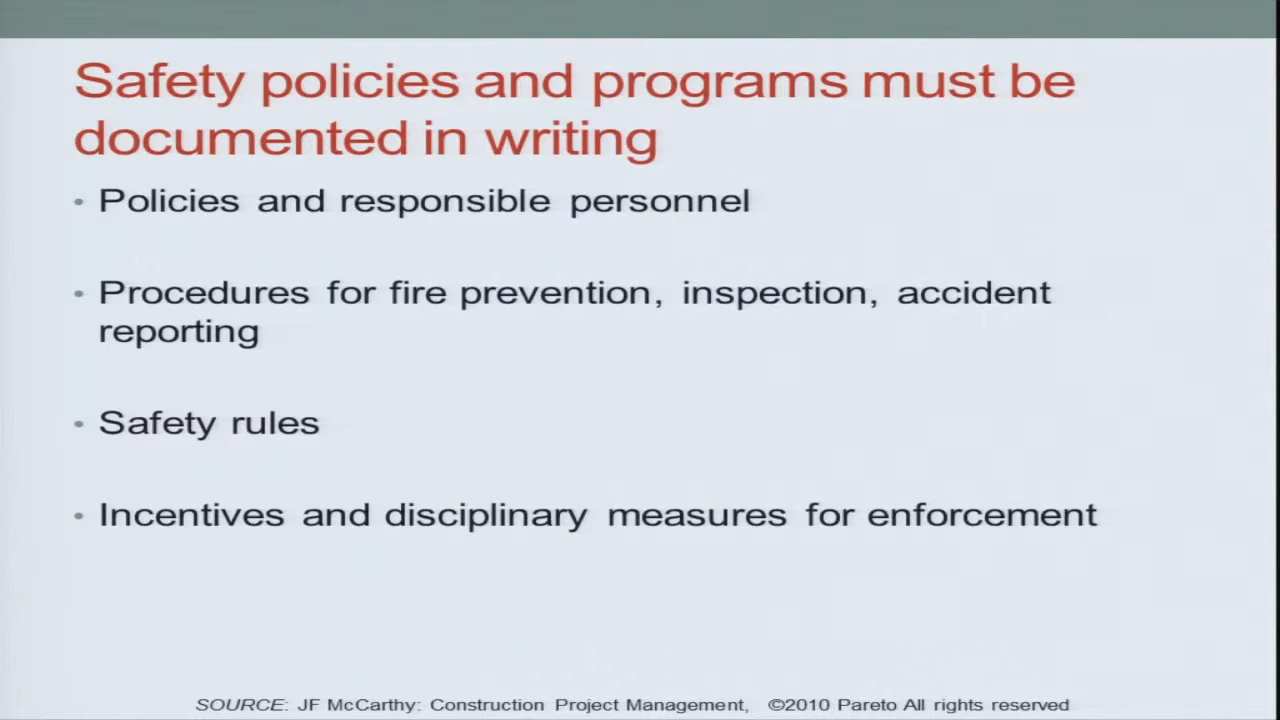 Safety policies and programs must be
documented in writing
• Policies and responsible personnel
• Procedures for fire prevention, inspection, accident
reporting
• Safety rules
• Incentives and disciplinary measures for enforcement
SOURCE: JF McCarthy: Construction Project Management, ©2010 Pareto All rights reserved